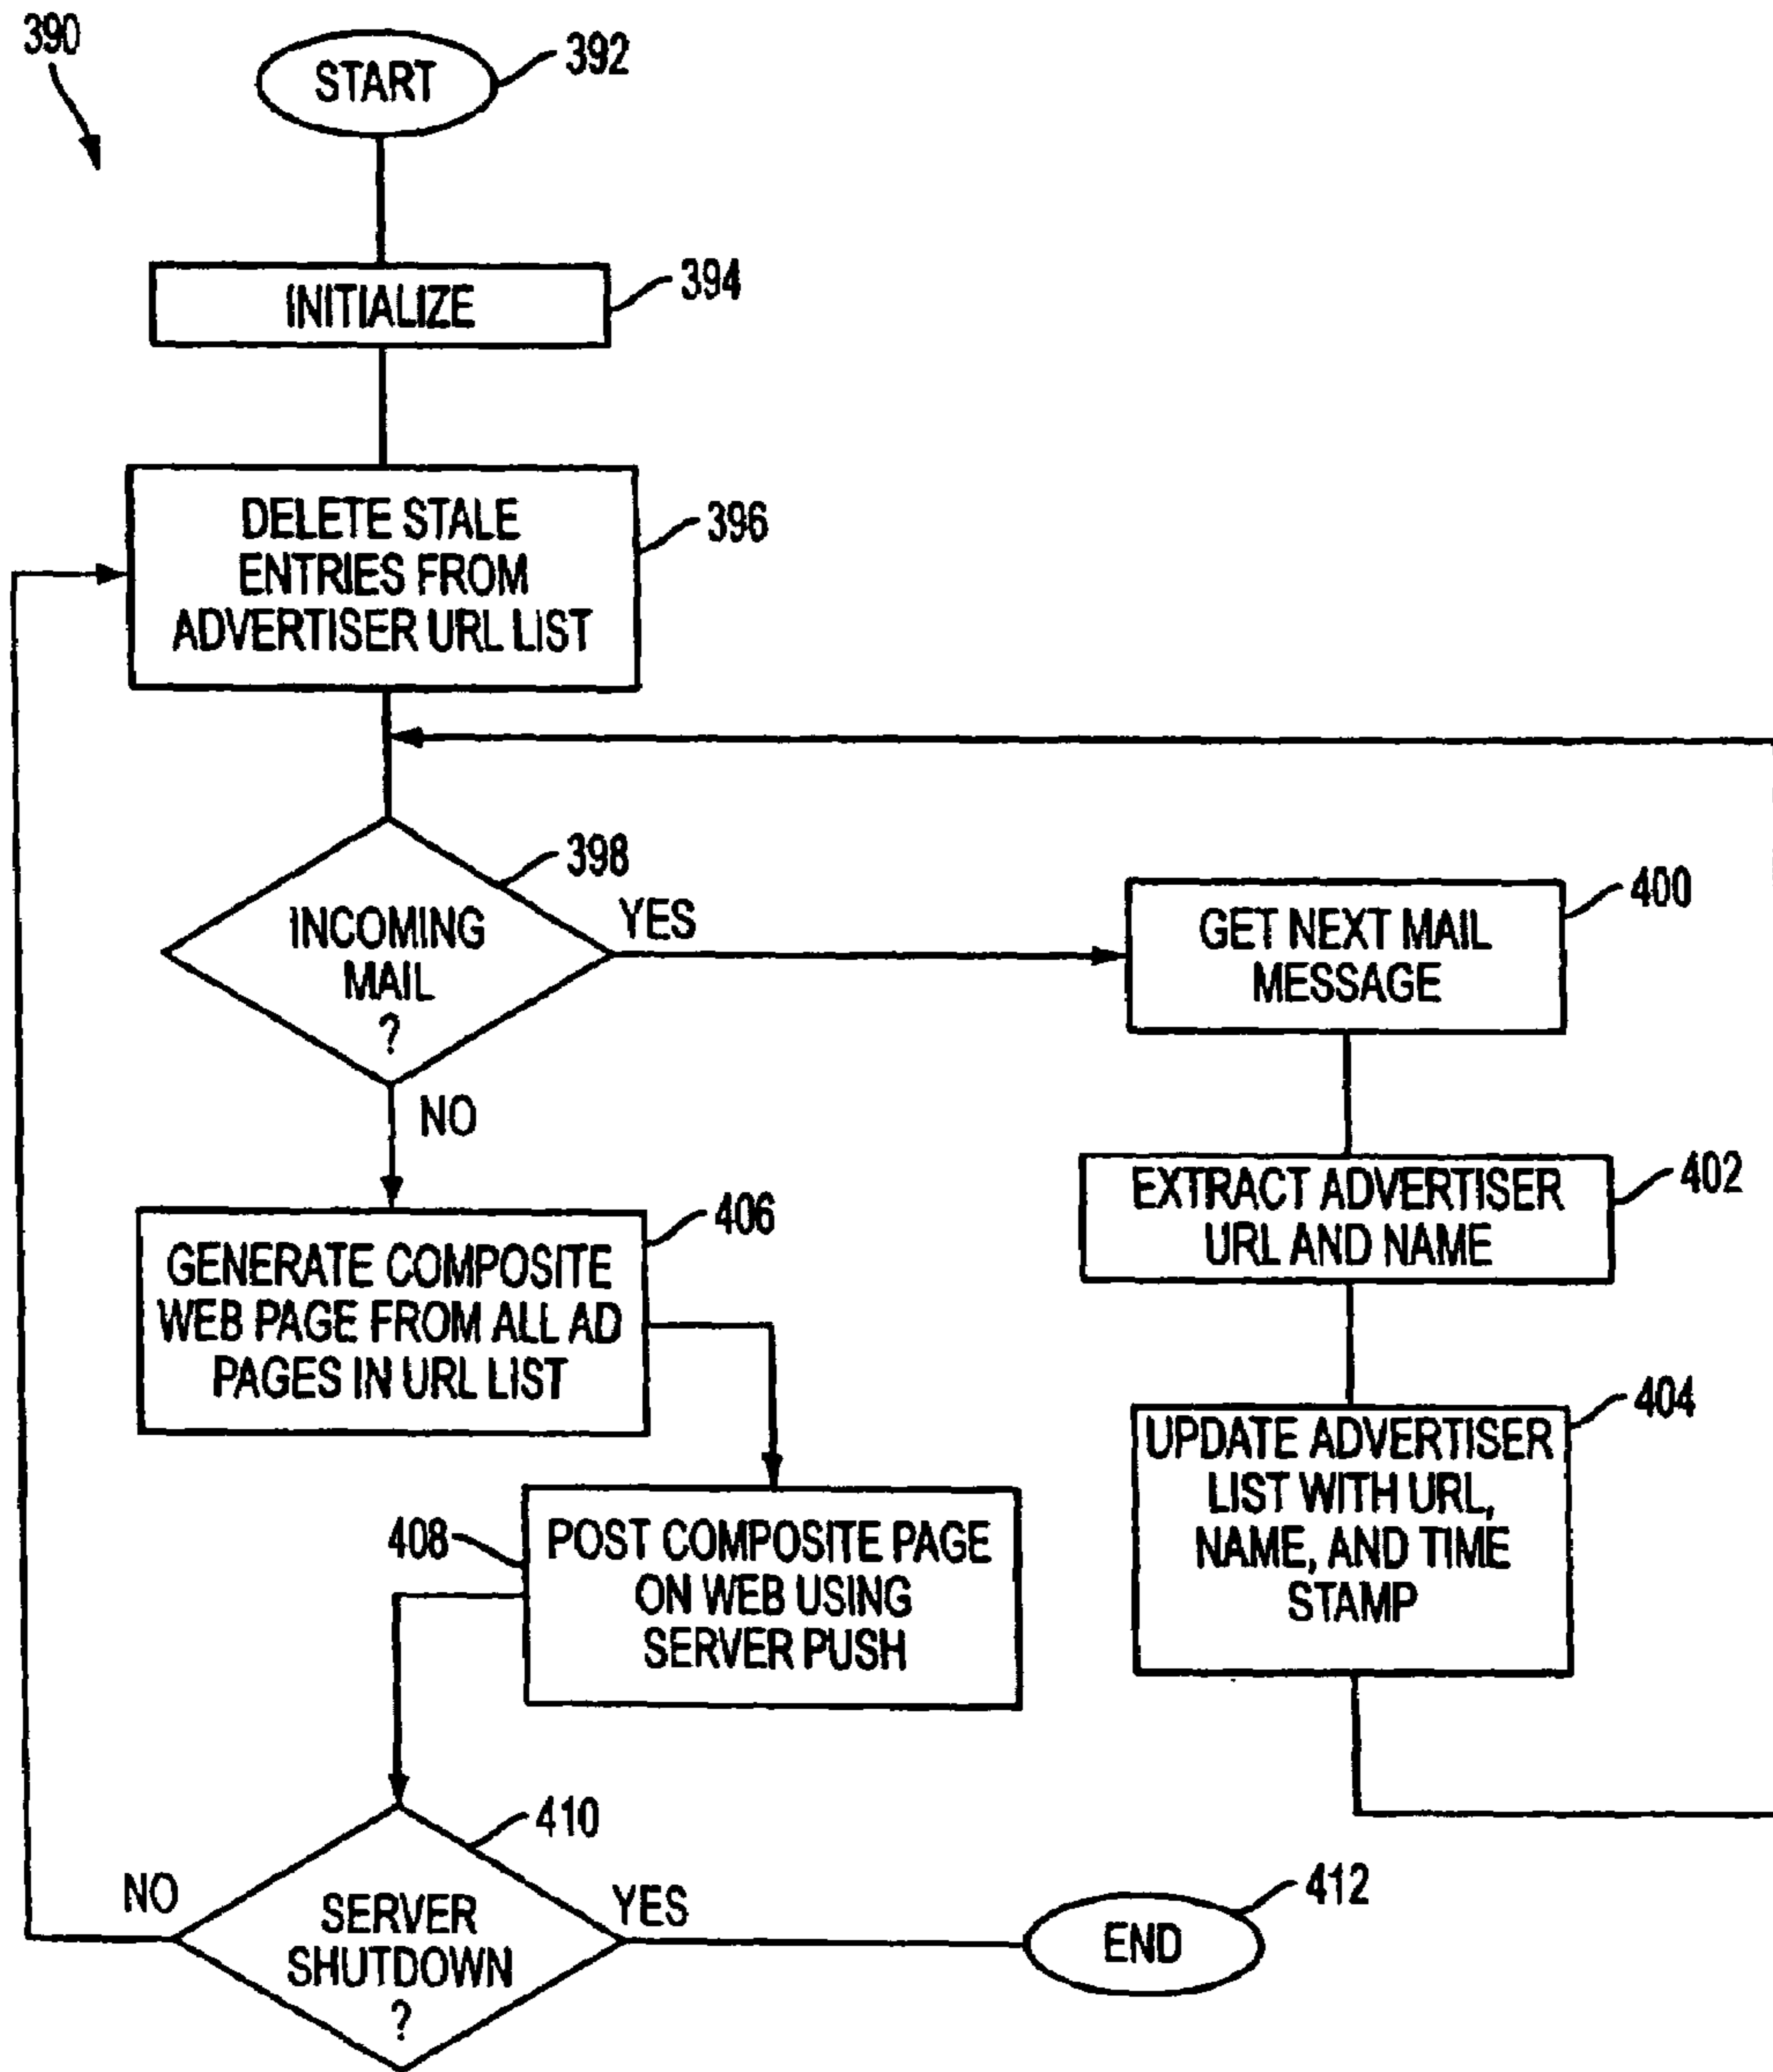 390
START
392
INITIALIZE
394
DELETE STALE
ENTRIES FROM
ADVERTISER URL LIST
396
INCOMING
MAIL
?
398
YES
NO
GET NEXT MAIL
MESSAGE
400
EXTRACT ADVERTISER
URL AND NAME
402
UPDATE ADVERTISER
LIST WITH URL,
NAME, AND TIME
STAMP
404
GENERATE COMPOSITE
WEB PAGE FROM ALL AD
PAGES IN URL LIST
406
POST COMPOSITE PAGE
ON WEB USING
SERVER PUSH
408
SERVER
SHUTDOWN
?
410
NO
YES
END
412